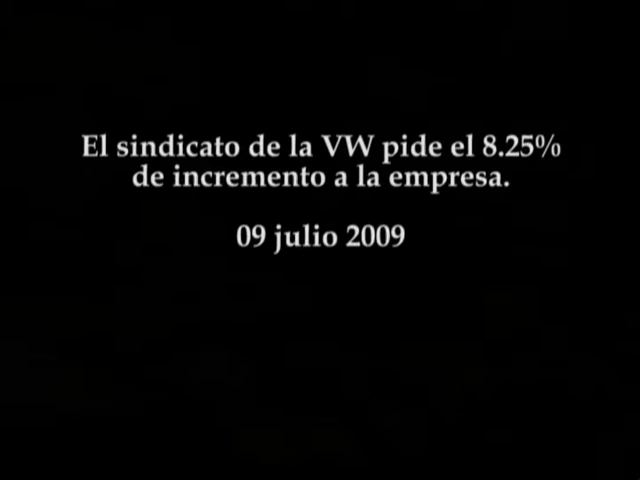 El sindicato de la VW pide el 8.25%
de incremento a la empresa.
09 julio 2009